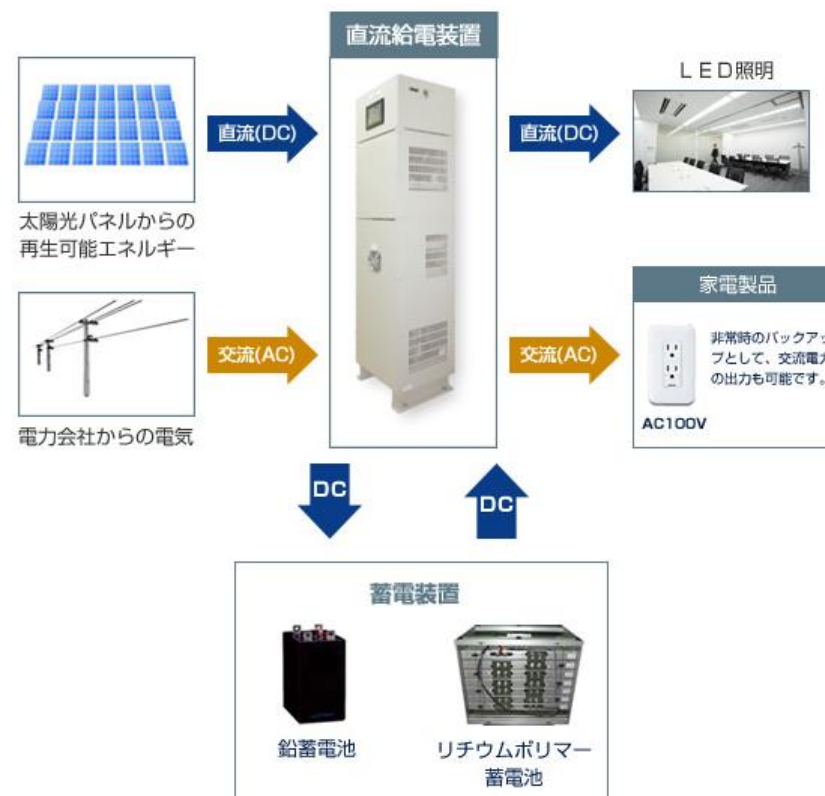 直流給電装置
直流(DC)
太陽光パネルからの
再生可能エネルギー
交流(AC)
電力会社からの電気
直流(DC)
LED照明
交流(AC)
家電製品
非常時のバックアッ
プとして、交流電力
の出力も可能です。
AC100V
DC
DC
蓄電装置
鉛蓄電池
リチウムポリマー
蓄電池